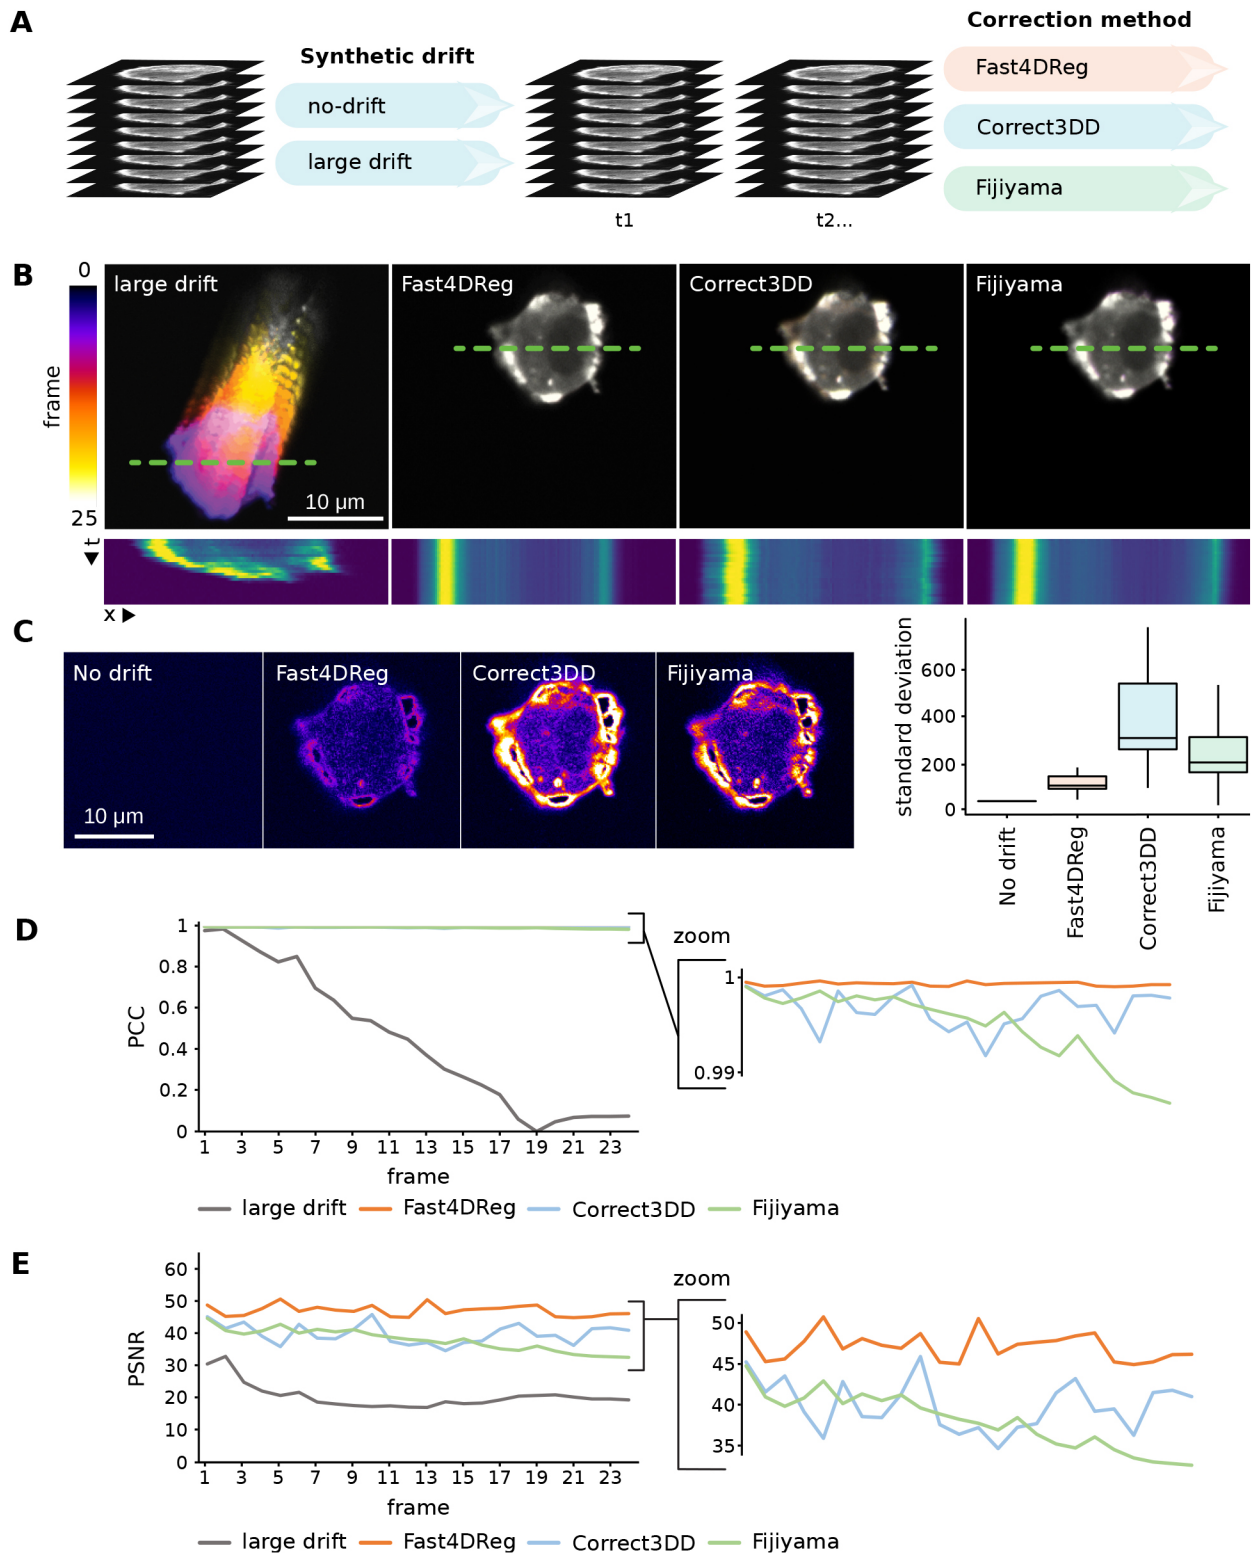 A
Synthetic drift
no-drift
large drift
t1
t2...
Correction method
Fast4DReg
Correct3DD
Fijiyama
B
0
frame
25
large drift
10 µm
Fast4DReg
Correct3DD
Fijiyama
t
x
C
No drift
10 µm
Fast4DReg
Correct3DD
Fijiyama
standard deviation
600
400
200
0
No drift
Fast4DReg
Correct3DD
Fijiyama
D
PCC
1
0.8
0.6
0.4
0.2
0
1 3 5 7 9 11 13 15 17 19 21 23
frame
zoom
1
0.99
large drift Fast4DReg Correct3DD Fijiyama
E
PSNR
60
50
40
30
20
10
0
1 3 5 7 9 11 13 15 17 19 21 23
frame
zoom
50
45
40
35
large drift Fast4DReg Correct3DD Fijiyama